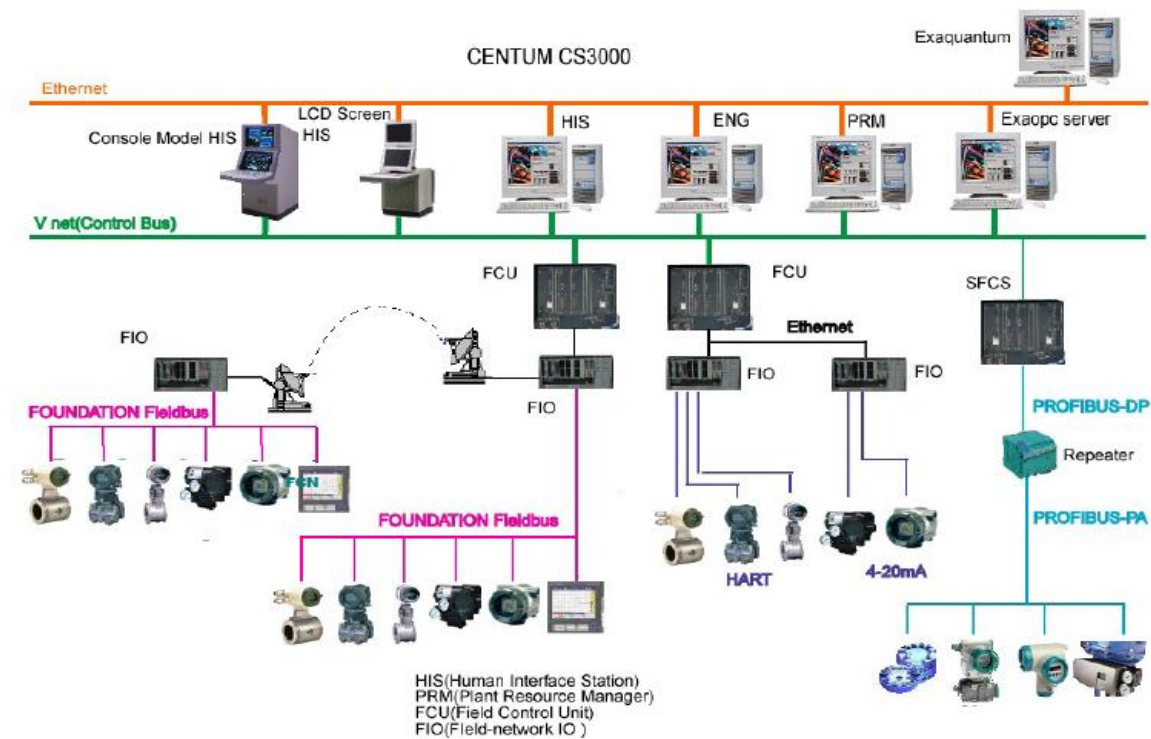 Exaquantum
CENTUM CS3000
Ethernet
Console Model HIS
LCD Screen
HIS
HIS
ENG
PRM
Exaopc server
V net(Control Bus)
FCU
FCU
SFCS
Ethernet
FIO
FIO
FIO
FIO
FOUNDATION Fieldbus
PROFIBUS-DP
Repeater
FCN
FOUNDATION Fieldbus
PROFIBUS-PA
HART
4-20mA
HIS(Human Interface Station)
PRM(Plant Resource Manager)
FCU(Field Control Unit)
FIO(Field-network IO )